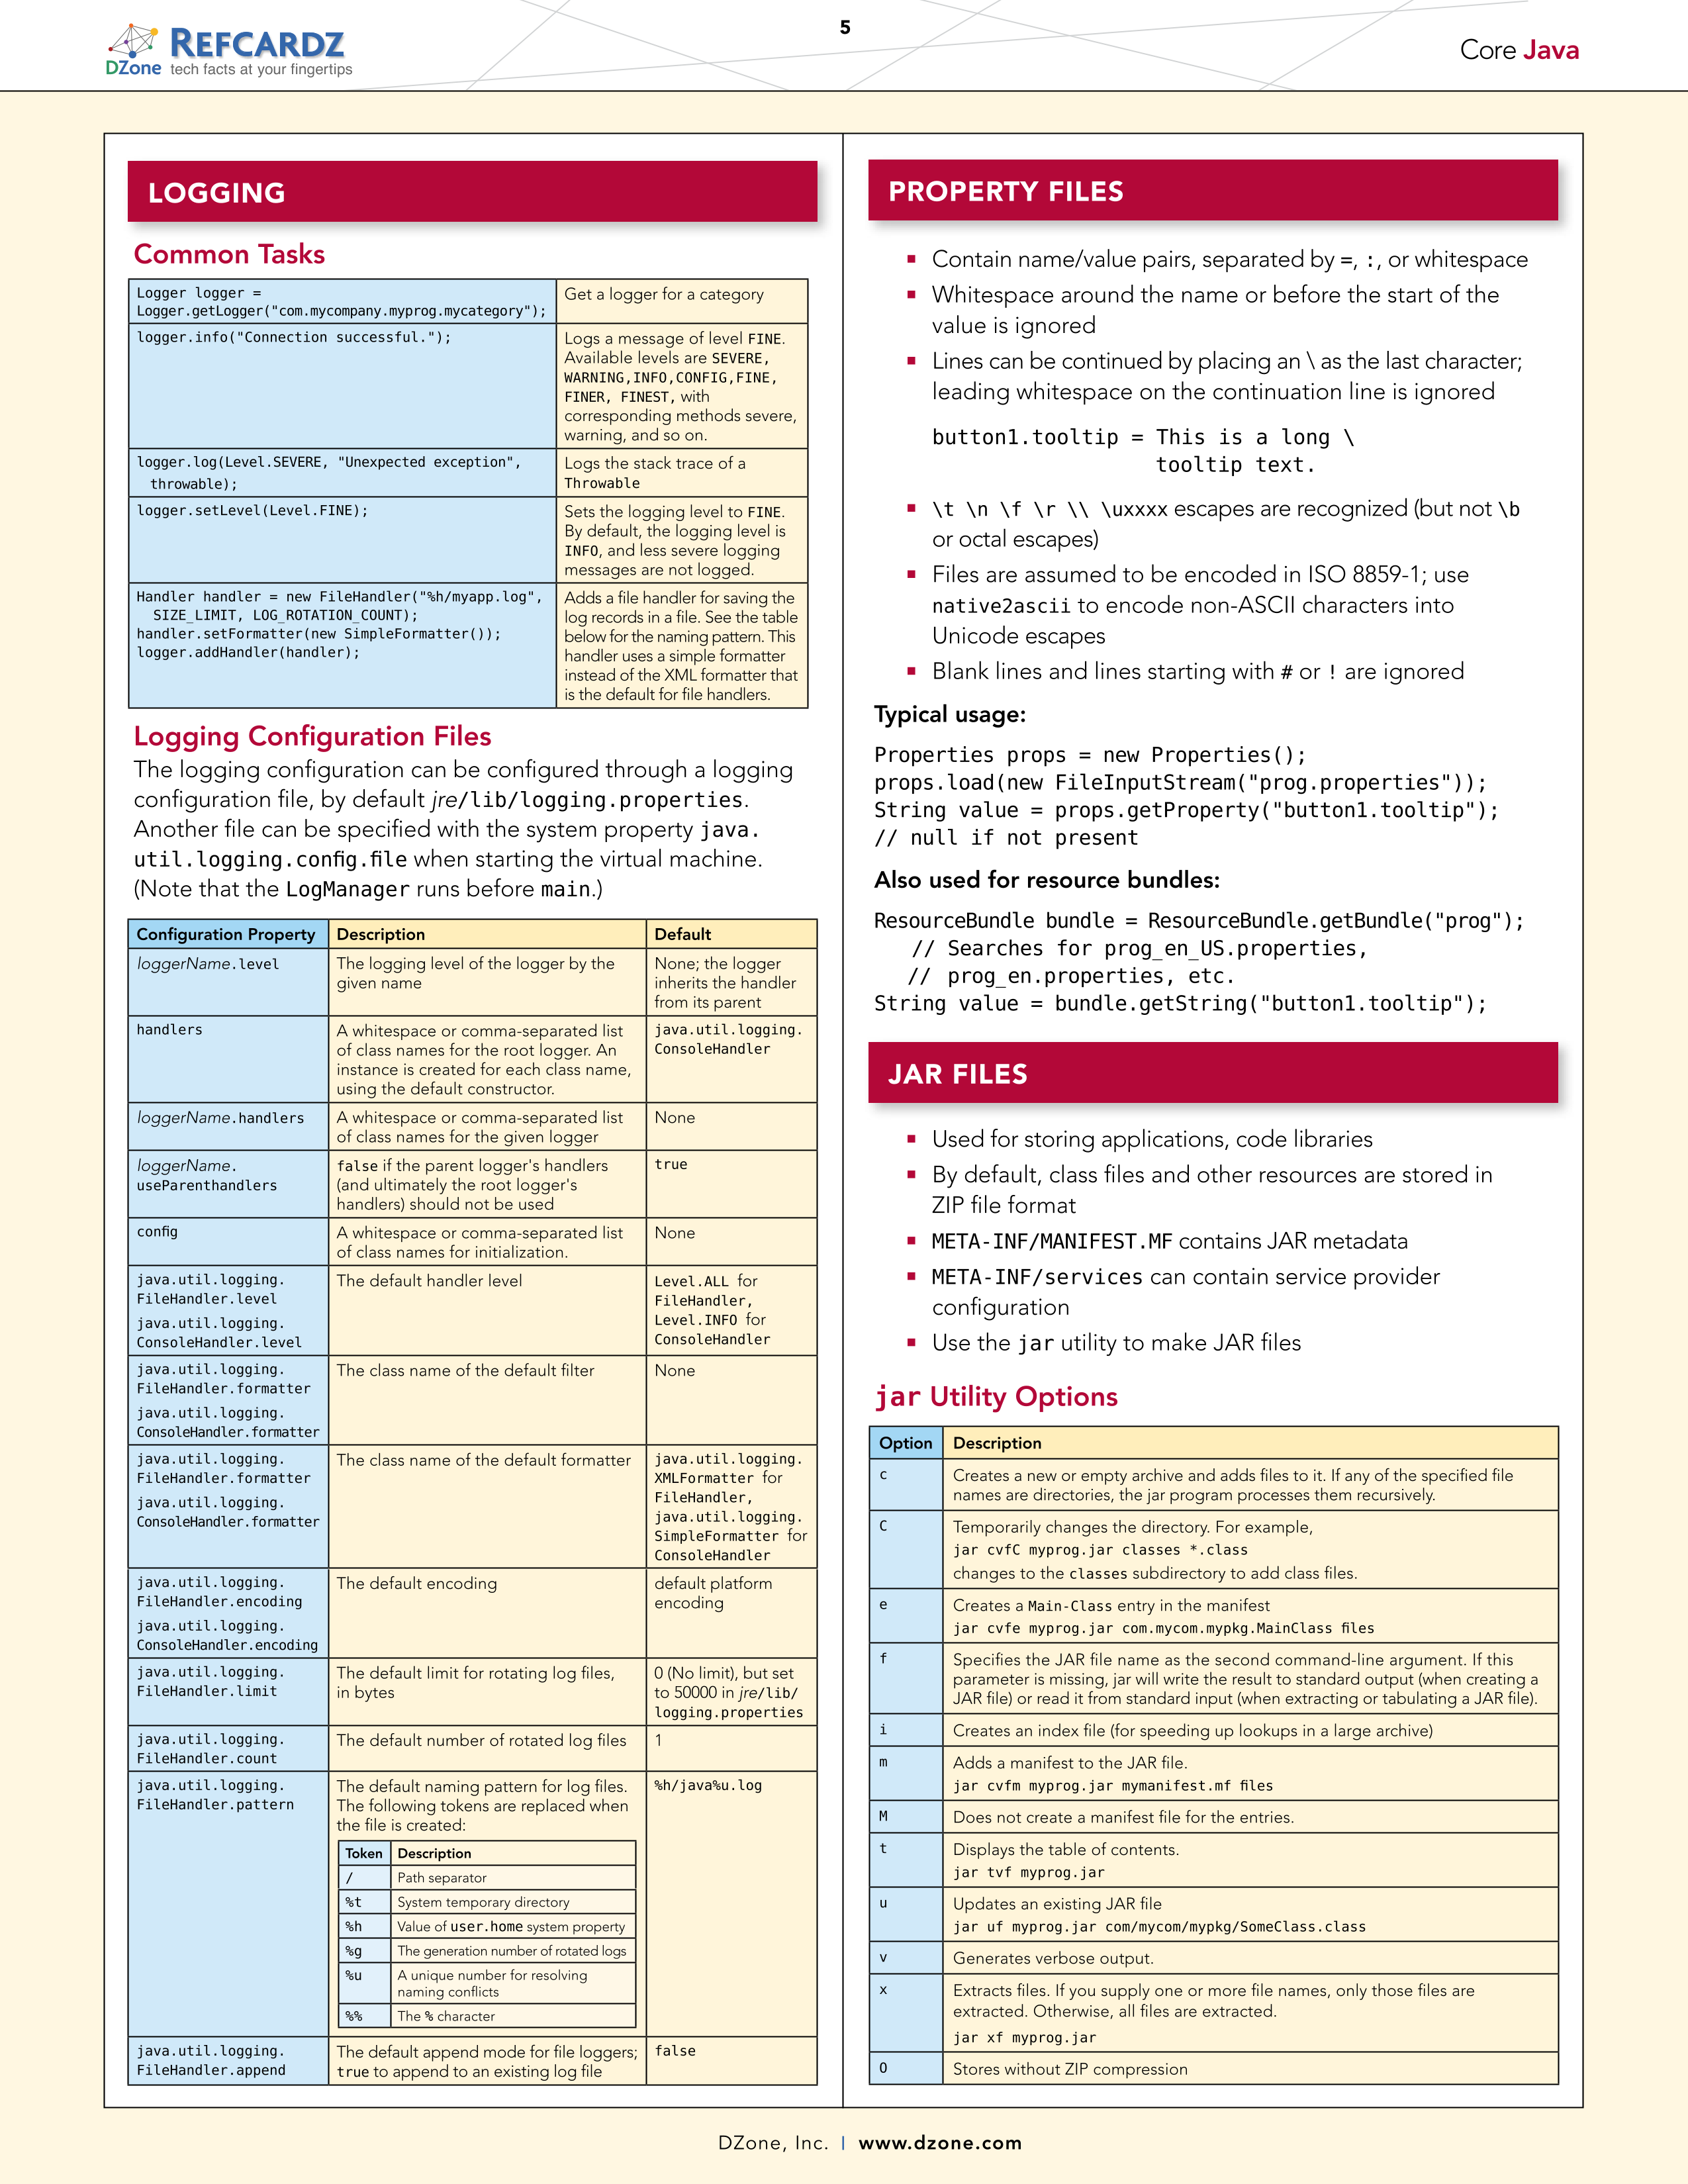 5
REFCARDZ
DZone tech facts at your fingertips
Core Java
LOGGING
Common Tasks
Logger logger =
Logger.getLogger("com.mycompany.myprog.mycategory");
Get a logger for a category
logger.info("Connection successful.");
Logs a message of level FINE.
Available levels are SEVERE,
WARNING,INFO,CONFIG,FINE,
FINER, FINEST, with
corresponding methods severe,
warning, and so on.
logger.log(Level.SEVERE, "Unexpected exception",
throwable);
Logs the stack trace of a
Throwable
logger.setLevel(Level.FINE);
Sets the logging level to FINE.
By default, the logging level is
INFO, and less severe logging
messages are not logged.
Handler handler = new FileHandler("%h/myapp.log",
SIZE_LIMIT, LOG_ROTATION_COUNT);
handler.setFormatter(new SimpleFormatter());
logger.addHandler(handler);
Adds a file handler for saving the
log records in a file. See the table
below for the naming pattern. This
handler uses a simple formatter
instead of the XML formatter that
is the default for file handlers.
Logging Configuration Files
The logging configuration can be configured through a logging
configuration file, by default jre/lib/logging.properties.
Another file can be specified with the system property java.
util.logging.config.file when starting the virtual machine.
(Note that the LogManager runs before main.)
Configuration Property Description Default
loggerName.level
The logging level of the logger by the
given name
None; the logger
inherits the handler
from its parent
handlers
A whitespace or comma-separated list
of class names for the root logger. An
instance is created for each class name,
using the default constructor.
java.util.logging.
ConsoleHandler
loggerName.handlers
A whitespace or comma-separated list
of class names for the given logger
None
loggerName.
useParenthandlers
false if the parent logger's handlers
(and ultimately the root logger's
handlers) should not be used
true
config
A whitespace or comma-separated list
of class names for initialization.
None
java.util.logging.
FileHandler.level
java.util.logging.
ConsoleHandler.level
The default handler level
Level.ALL for
FileHandler,
Level.INFO for
ConsoleHandler
java.util.logging.
FileHandler.formatter
java.util.logging.
ConsoleHandler.formatter
The class name of the default filter
None
java.util.logging.
FileHandler.formatter
java.util.logging.
ConsoleHandler.formatter
The class name of the default formatter
java.util.logging.
XMLFormatter for
FileHandler,
java.util.logging.
SimpleFormatter for
ConsoleHandler
java.util.logging.
FileHandler.encoding
java.util.logging.
ConsoleHandler.encoding
The default encoding
default platform
encoding
java.util.logging.
FileHandler.limit
The default limit for rotating log files,
in bytes
0 (No limit), but set
to 50000 in jre/lib/
logging.properties
java.util.logging.
FileHandler.count
The default number of rotated log files
1
java.util.logging.
FileHandler.pattern
The default naming pattern for log files.
The following tokens are replaced when
the file is created:
Token Description
/ Path separator
%t System temporary directory
%h Value of user.home system property
%g The generation number of rotated logs
%u A unique number for resolving
naming conflicts
%% The % character
%h/java%u.log
java.util.logging.
FileHandler.append
The default append mode for file loggers;
true to append to an existing log file
false
PROPERTY FILES
▪ Contain name/value pairs, separated by =, :, or whitespace
▪ Whitespace around the name or before the start of the
value is ignored
▪ Lines can be continued by placing an \ as the last character;
leading whitespace on the continuation line is ignored
button1.tooltip = This is a long \
tooltip text.
▪ \t \n \f \r \\ \uxxxx escapes are recognized (but not \b
or octal escapes)
▪ Files are assumed to be encoded in ISO 8859-1; use
native2ascii to encode non-ASCII characters into
Unicode escapes
▪ Blank lines and lines starting with # or ! are ignored
Typical usage:
Properties props = new Properties();
props.load(new FileInputStream("prog.properties"));
String value = props.getProperty("button1.tooltip");
// null if not present
Also used for resource bundles:
ResourceBundle bundle = ResourceBundle.getBundle("prog");
// Searches for prog_en_US.properties,
// prog_en.properties, etc.
String value = bundle.getString("button1.tooltip");
JAR FILES
▪ Used for storing applications, code libraries
▪ By default, class files and other resources are stored in
ZIP file format
▪ META-INF/MANIFEST.MF contains JAR metadata
▪ META-INF/services can contain service provider
configuration
▪ Use the jar utility to make JAR files
jar Utility Options
Option Description
c Creates a new or empty archive and adds files to it. If any of the specified file
names are directories, the jar program processes them recursively.
C Temporarily changes the directory. For example,
jar cvfC myprog.jar classes *.class
changes to the classes subdirectory to add class files.
e Creates a Main-Class entry in the manifest
jar cvfe myprog.jar com.mycom.mypkg.MainClass files
f Specifies the JAR file name as the second command-line argument. If this
parameter is missing, jar will write the result to standard output (when creating a
JAR file) or read it from standard input (when extracting or tabulating a JAR file).
i Creates an index file (for speeding up lookups in a large archive)
m Adds a manifest to the JAR file.
jar cvfm myprog.jar mymanifest.mf files
M Does not create a manifest file for the entries.
t Displays the table of contents.
jar tvf myprog.jar
u Updates an existing JAR file
jar uf myprog.jar com/mycom/mypkg/SomeClass.class
v Generates verbose output.
x Extracts files. If you supply one or more file names, only those files are
extracted. Otherwise, all files are extracted.
jar xf myprog.jar
O Stores without ZIP compression
DZone, Inc. | www.dzone.com